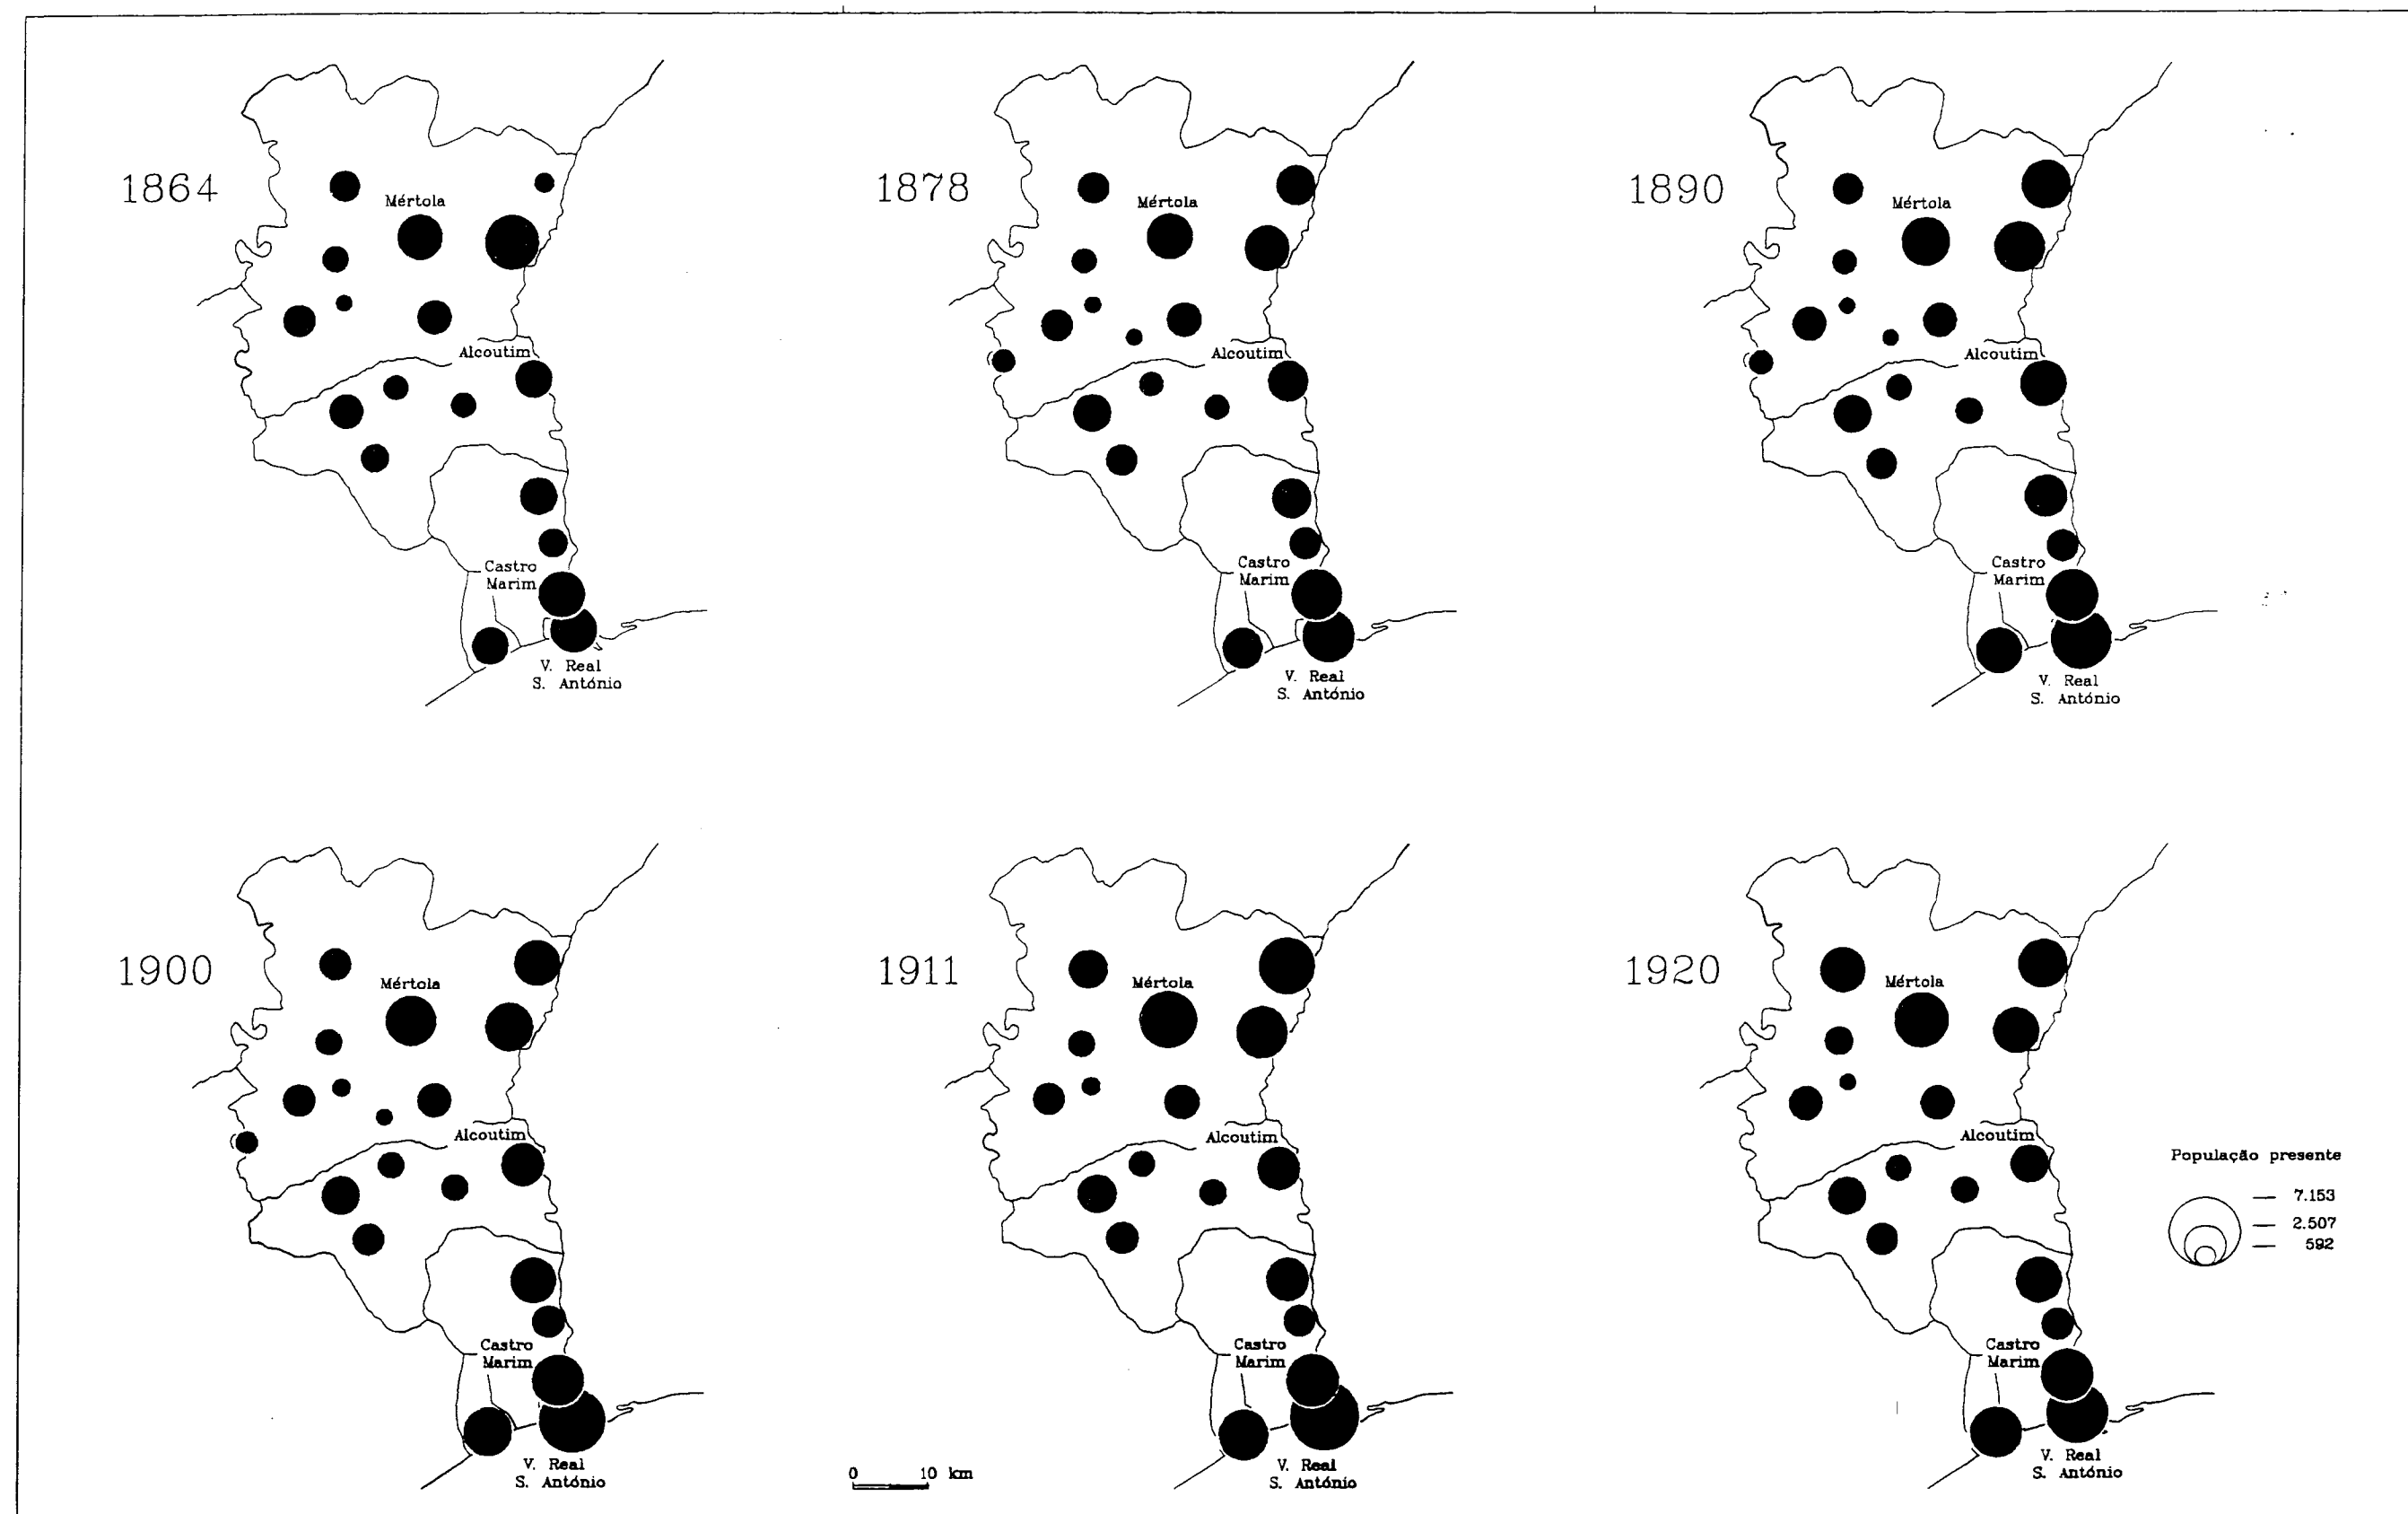 1864
Mértola
Alcoutim
Castro
Marim
V. Real
S. António
1878
Mértola
Alcoutim
Castro
Marim
V. Real
S. António
1890
Mértola
Alcoutim
Castro
Marim
V. Real
S. António
1900
Mértola
Alcoutim
Castro
Marim
V. Real
S. António
1911
Mértola
Alcoutim
Castro
Marim
V. Real
S. António
0 10 km
1920
Mértola
Alcoutim
Castro
Marim
V. Real
S. António
População presente
7.153
2.507
592